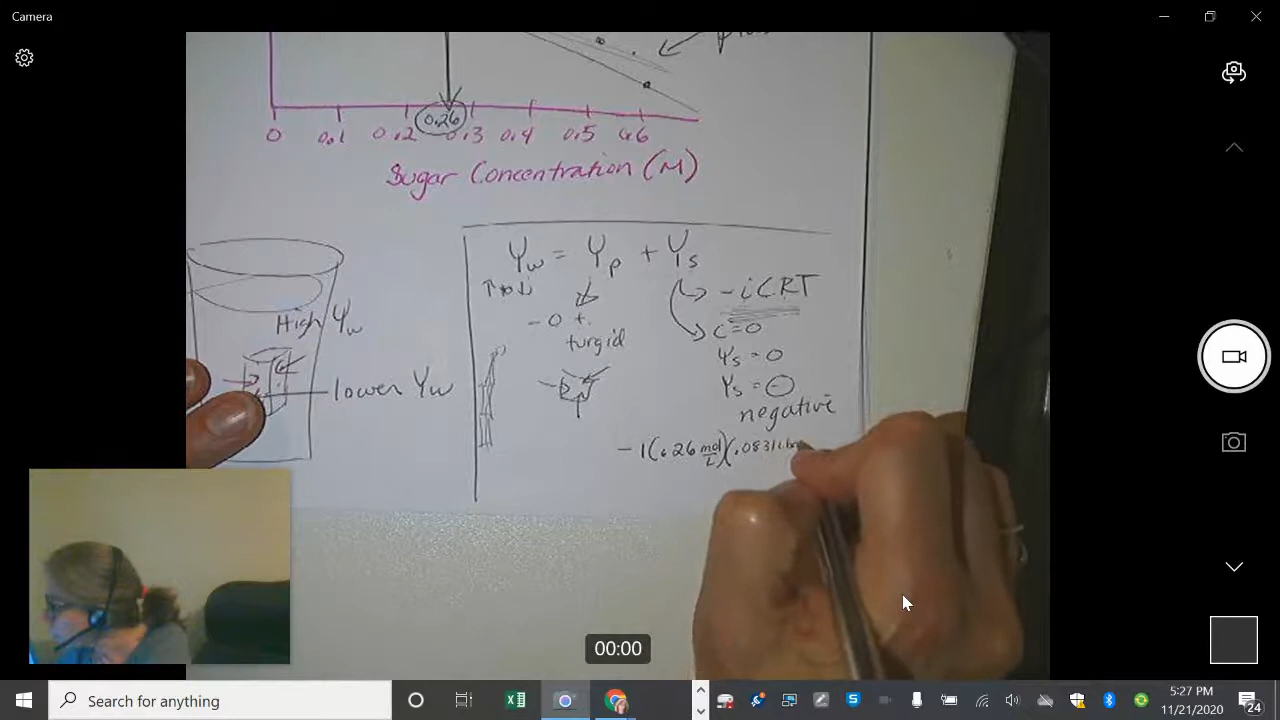 Camera
0.26
0 0.1 0.2 0.3 0.4 0.5 0.6
Sugar Concentration (M)
Ψw = Ψp + Ψs
↑ or ↓
- iCRT
- 0 +
turgid
C = 0
Ψs = 0
Ψs = (-)
negative
High Ψw
lower Ψw
- 1(.26 mol/L)(.0831
00:00
Search for anything
5:27 PM
11/21/2020
24